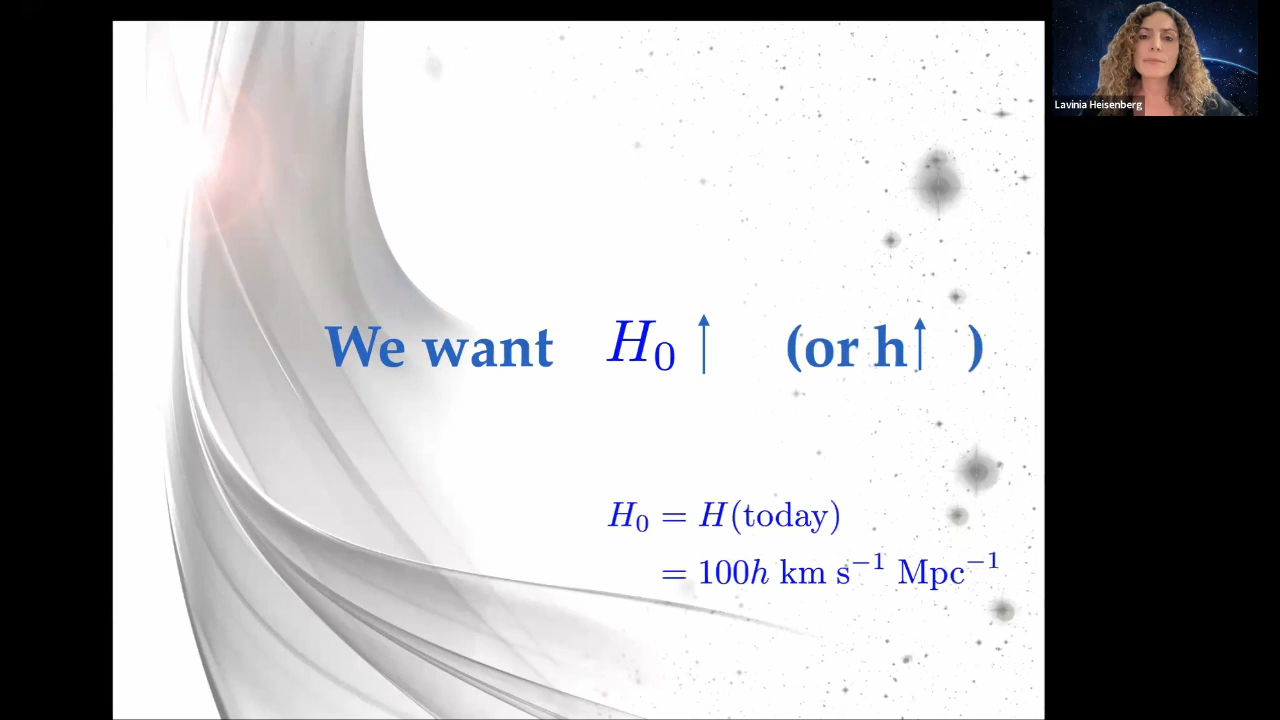 We want H₀ ↑ (or h↑ )
H₀ = H(today)
= 100h km s⁻¹ Mpc⁻¹
Lavinia Heisenberg